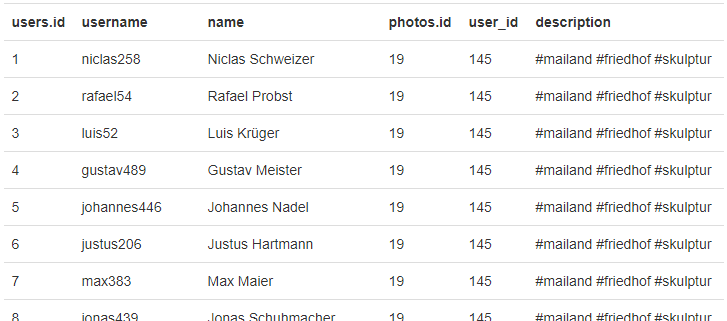 users.id username name photos.id user_id description
1 niclas258 Niclas Schweizer 19 145 #mailand #friedhof #skulptur
2 rafael54 Rafael Probst 19 145 #mailand #friedhof #skulptur
3 luis52 Luis Krüger 19 145 #mailand #friedhof #skulptur
4 gustav489 Gustav Meister 19 145 #mailand #friedhof #skulptur
5 johannes446 Johannes Nadel 19 145 #mailand #friedhof #skulptur
6 justus206 Justus Hartmann 19 145 #mailand #friedhof #skulptur
7 max383 Max Maier 19 145 #mailand #friedhof #skulptur
8 jonas439 Jonas Schuhmacher 19 145 #mailand #friedhof #skulptur